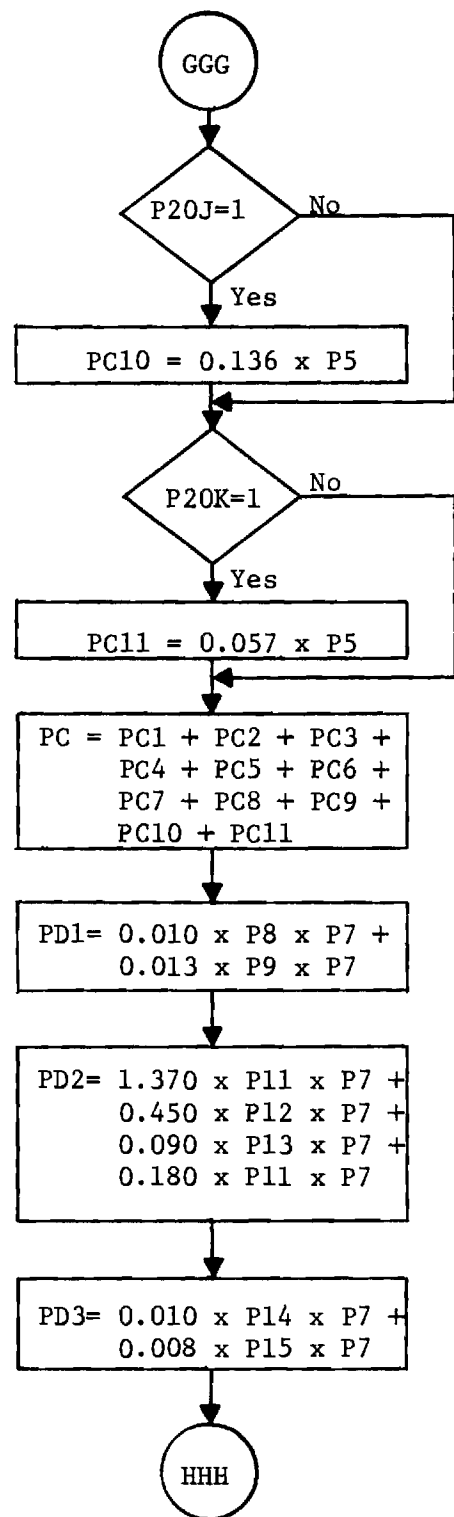 GGG
P20J=1
No
Yes
PC10 = 0.136 x P5
P20K=1
No
Yes
PC11 = 0.057 x P5
PC = PC1 + PC2 + PC3 +
PC4 + PC5 + PC6 +
PC7 + PC8 + PC9 +
PC10 + PC11
PD1= 0.010 x P8 x P7 +
0.013 x P9 x P7
PD2= 1.370 x P11 x P7 +
0.450 x P12 x P7 +
0.090 x P13 x P7 +
0.180 x P11 x P7
PD3= 0.010 x P14 x P7 +
0.008 x P15 x P7
HHH